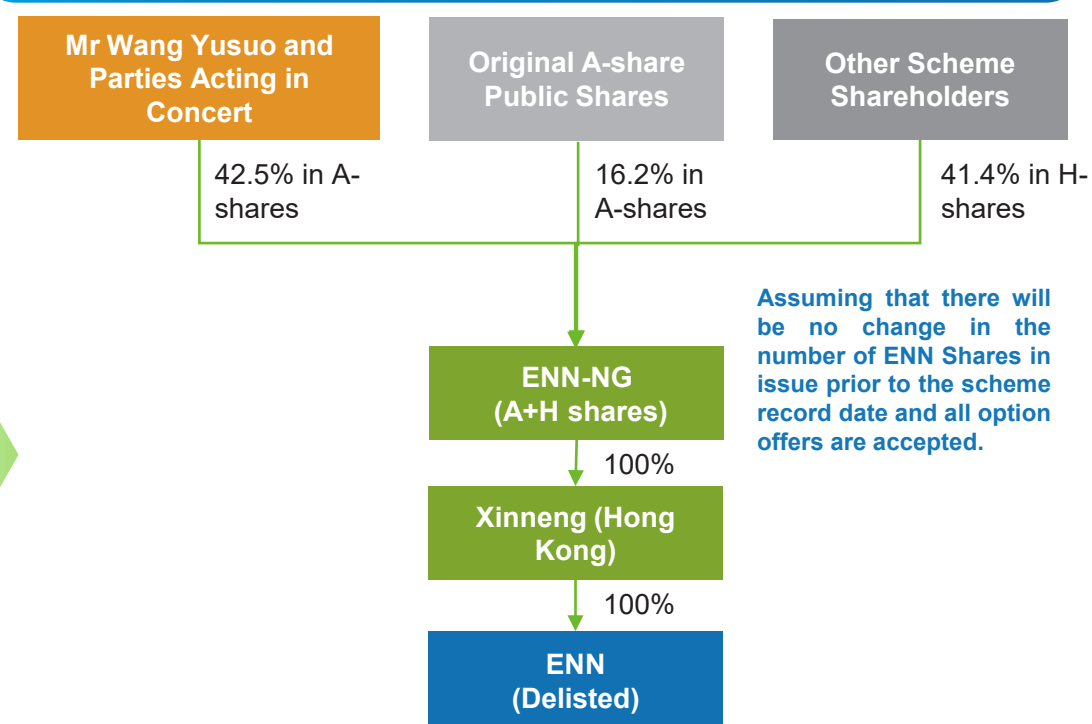 Mr Wang Yusuo and
Parties Acting in
Concert
Original A-share
Public Shares
Other Scheme
Shareholders
42.5% in A-
shares
16.2% in
A-shares
41.4% in H-
shares
Assuming that there will
be no change in the
number of ENN Shares in
issue prior to the scheme
record date and all option
offers are accepted.
ENN-NG
(A+H shares)
100%
Xinneng (Hong
Kong)
100%
ENN
(Delisted)